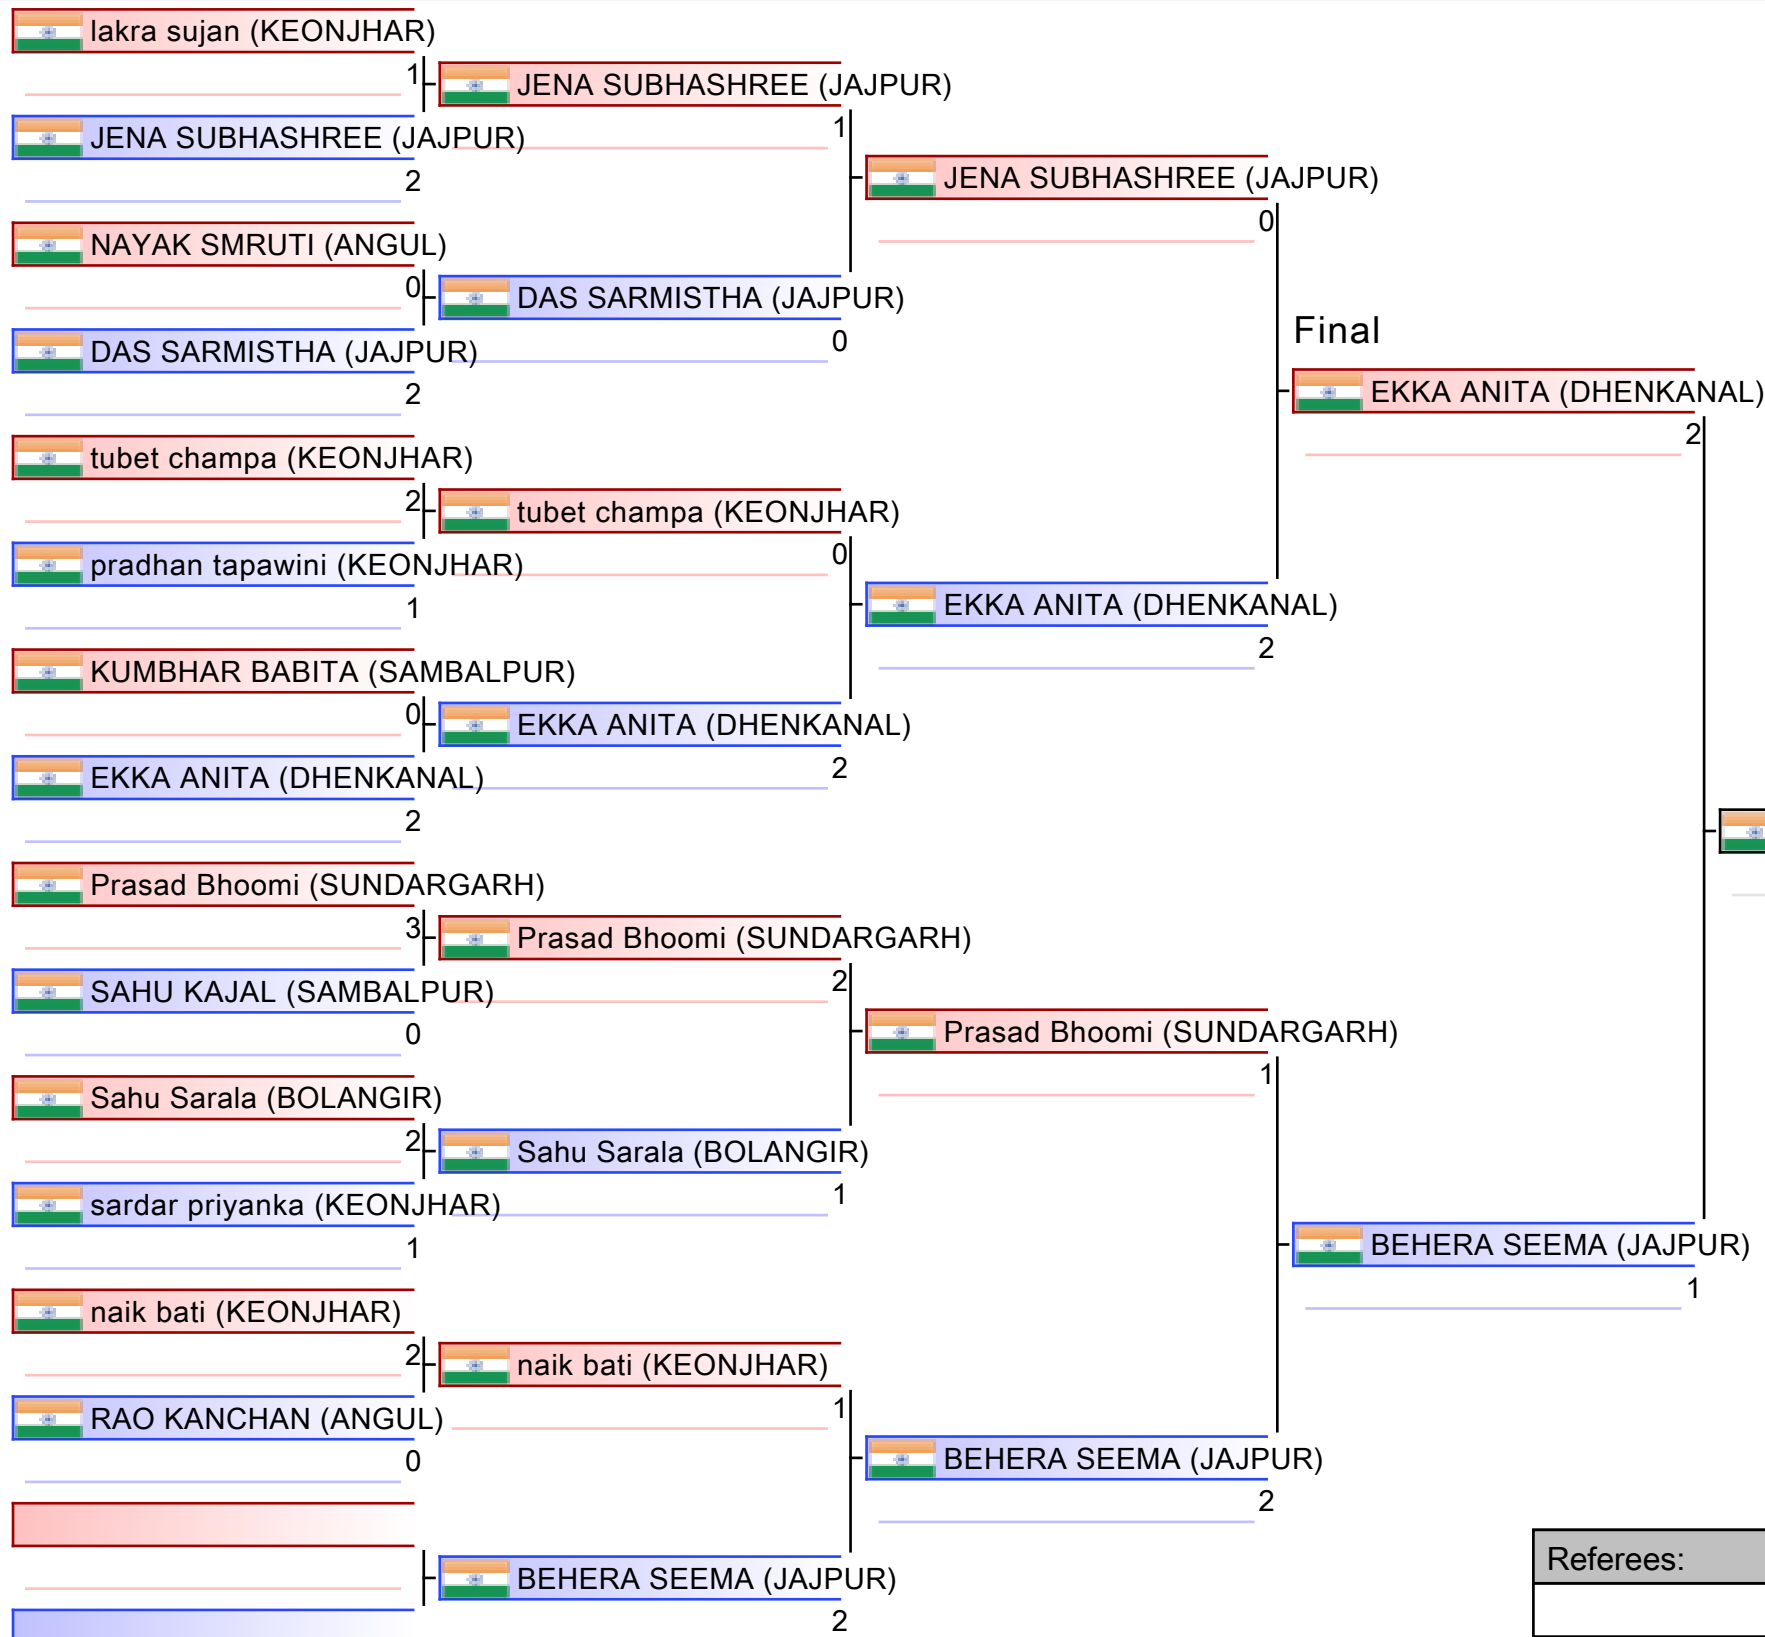 lakra sujan (KEONJHAR)
1
JENA SUBHASHREE (JAJPUR)
2
NAYAK SMRUTI (ANGUL)
0
DAS SARMISTHA (JAJPUR)
2
tubet champa (KEONJHAR)
2
pradhan tapawini (KEONJHAR)
1
KUMBHAR BABITA (SAMBALPUR)
0
EKKA ANITA (DHENKANAL)
2
Prasad Bhoomi (SUNDARGARH)
3
SAHU KAJAL (SAMBALPUR)
0
Sahu Sarala (BOLANGIR)
2
sardar priyanka (KEONJHAR)
1
naik bati (KEONJHAR)
2
RAO KANCHAN (ANGUL)
0
JENA SUBHASHREE (JAJPUR)
1
DAS SARMISTHA (JAJPUR)
0
tubet champa (KEONJHAR)
0
EKKA ANITA (DHENKANAL)
2
Prasad Bhoomi (SUNDARGARH)
2
Sahu Sarala (BOLANGIR)
1
naik bati (KEONJHAR)
1
BEHERA SEEMA (JAJPUR)
2
JENA SUBHASHREE (JAJPUR)
0
EKKA ANITA (DHENKANAL)
2
Prasad Bhoomi (SUNDARGARH)
1
BEHERA SEEMA (JAJPUR)
2
Final
EKKA ANITA (DHENKANAL)
2
BEHERA SEEMA (JAJPUR)
1
Referees: